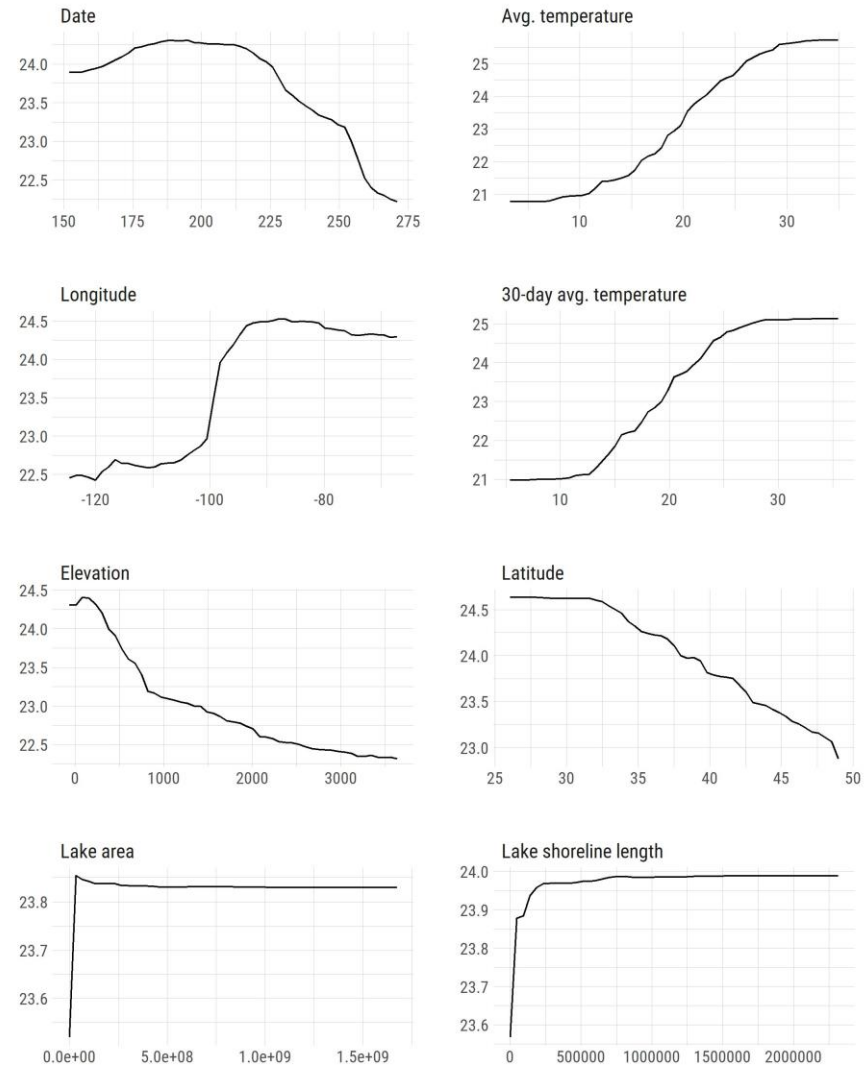 Date
24.0
23.5
23.0
22.5
150 175 200 225 250 275
Avg. temperature
25
24
23
22
21
10 20 30
Longitude
24.5
24.0
23.5
23.0
22.5
-120 -100 -80
30-day avg. temperature
25
24
23
22
21
10 20 30
Elevation
24.5
24.0
23.5
23.0
22.5
0 1000 2000 3000
Latitude
24.5
24.0
23.5
23.0
25 30 35 40 45 50
Lake area
23.8
23.7
23.6
0.0e+00 5.0e+08 1.0e+09 1.5e+09
Lake shoreline length
24.0
23.9
23.8
23.7
23.6
0 500000 1000000 1500000 2000000